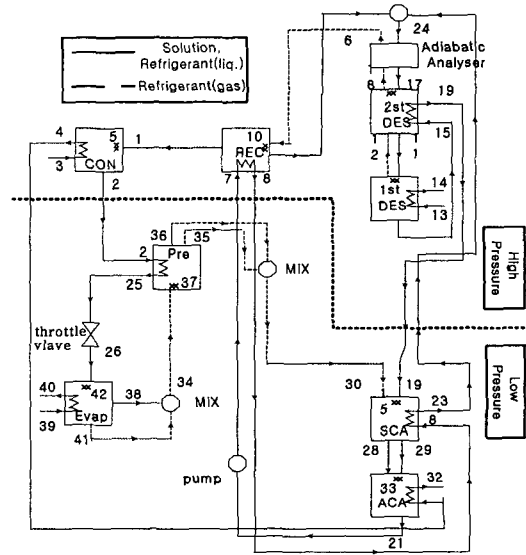 Solution,
Refrigerant(liq.)
Refrigerant(gas)
6
24
Adiabatic
Analyser
8
17
19
2st
DES
15
2
1
1st
DES
14
13
4
5
1
CON
3
2
10
REC
7
8
36
35
2
Pre
25
37
MIX
High
Pressure
throttle
vlave
26
40
42
38
34
Evap
39
41
MIX
30
19
Low
Pressure
5
23
SCA
8
28
29
pump
33
32
ACA
21